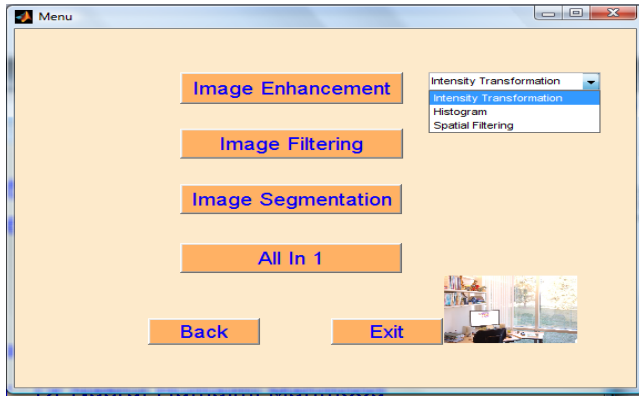 Menu
Image Enhancement
Intensity Transformation
Intensity Transformation
Histogram
Spatial Filtering
Image Filtering
Image Segmentation
All In 1
Back
Exit